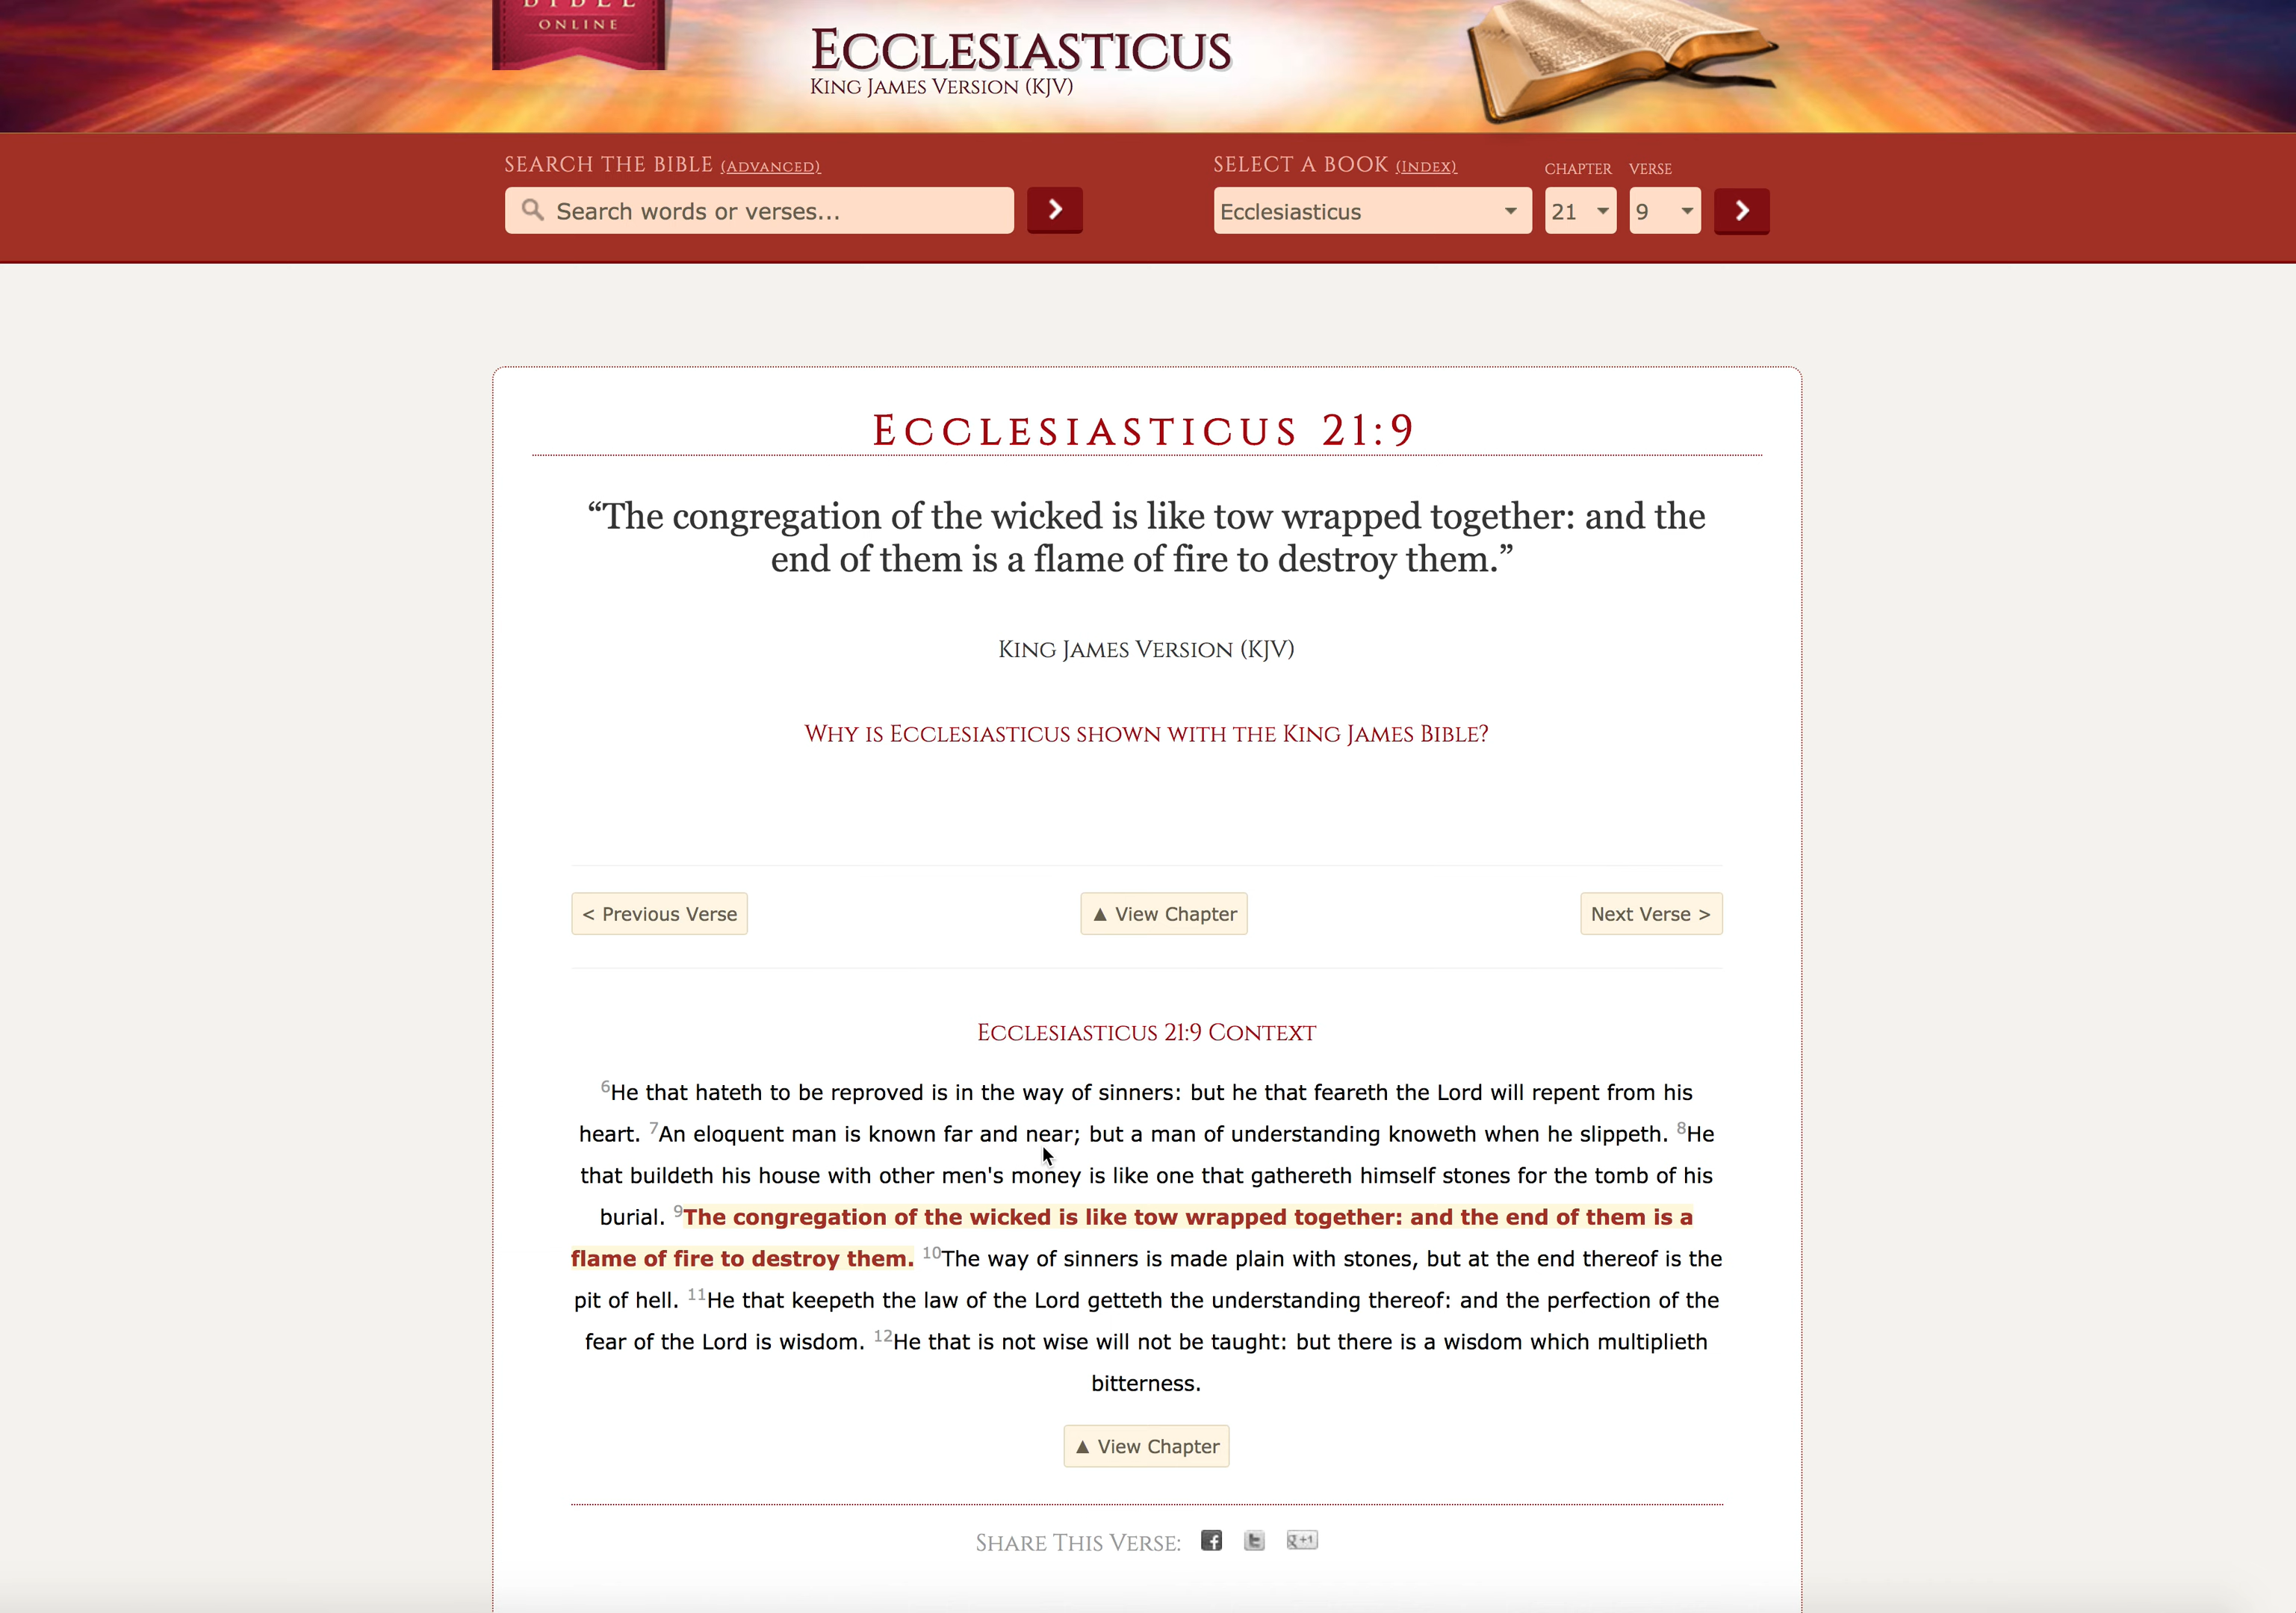 BIBLE
ONLINE
Ecclesiasticus
King James Version (KJV)
SEARCH THE BIBLE (Advanced)
SELECT A BOOK (Index)
CHAPTER VERSE
Search words or verses...
Ecclesiasticus
21
9
Ecclesiasticus 21:9
“The congregation of the wicked is like tow wrapped together: and the
end of them is a flame of fire to destroy them.”
King James Version (KJV)
Why is Ecclesiasticus shown with the King James Bible?
< Previous Verse
▲ View Chapter
Next Verse >
Ecclesiasticus 21:9 Context
6He that hateth to be reproved is in the way of sinners: but he that feareth the Lord will repent from his
heart. 7An eloquent man is known far and near; but a man of understanding knoweth when he slippeth. 8He
that buildeth his house with other men's money is like one that gathereth himself stones for the tomb of his
burial. 9The congregation of the wicked is like tow wrapped together: and the end of them is a
flame of fire to destroy them. 10The way of sinners is made plain with stones, but at the end thereof is the
pit of hell. 11He that keepeth the law of the Lord getteth the understanding thereof: and the perfection of the
fear of the Lord is wisdom. 12He that is not wise will not be taught: but there is a wisdom which multiplieth
bitterness.
▲ View Chapter
Share This Verse: f t g+1